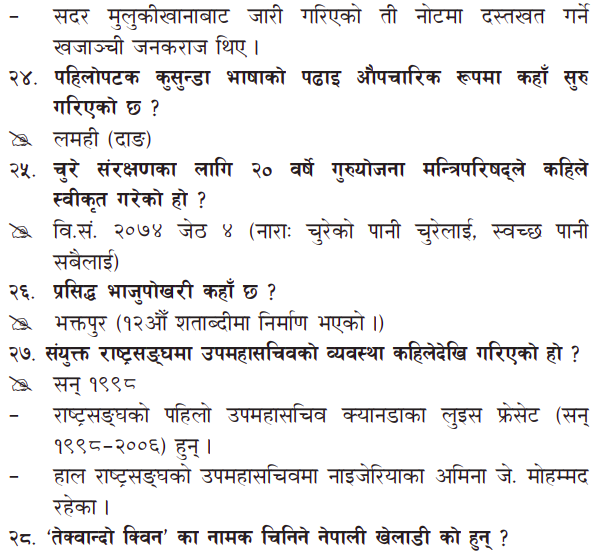 – सदर मुलुकीखानाबाट जारी गरिएको ती नोटमा दस्तखत गर्ने
खजाञ्ची जनकराज थिए ।
२४. पहिलोपटक कुसुन्डा भाषाको पढाइ औपचारिक रूपमा कहाँ सुरु
गरिएको छ ?
लमही (दाङ)
२५. चुरे संरक्षणका लागि २० वर्षे गुरुयोजना मन्त्रिपरिषद्ले कहिले
स्वीकृत गरेको हो ?
वि.सं. २०७४ जेठ ४ (नाराः चुरेको पानी चुरेलाई, स्वच्छ पानी
सबैलाई)
२६. प्रसिद्ध भाजुपोखरी कहाँ छ ?
भक्तपुर (१२औँ शताब्दीमा निर्माण भएको ।)
२७. संयुक्त राष्ट्रसङ्घमा उपमहासचिवको व्यवस्था कहिलेदेखि गरिएको हो ?
सन् १९९८
– राष्ट्रसङ्घको पहिलो उपमहासचिव क्यानडाका लुइस फ्रेसेट (सन्
१९९८–२००६) हुन् ।
– हाल राष्ट्रसङ्घको उपमहासचिवमा नाइजेरियाका अमिना जे. मोहम्मद
रहेका ।
२८. ‘तेक्वान्दो क्विन’ का नामक चिनिने नेपाली खेलाडी को हुन् ?